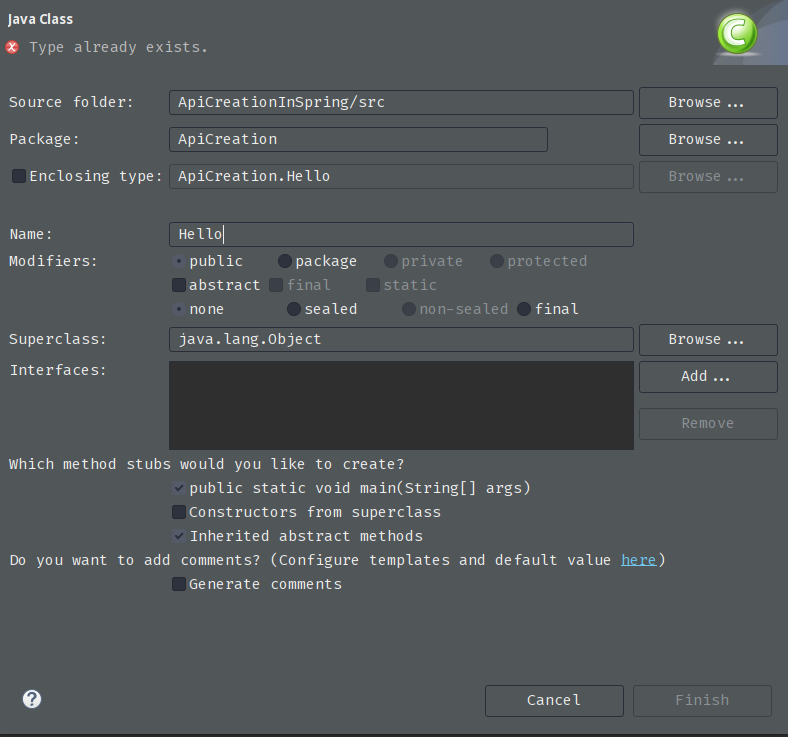 Java Class
Type already exists.
Source folder: ApiCreationInSpring/src Browse...
Package: ApiCreation Browse...
Enclosing type: ApiCreation.Hello Browse...
Name: Hello
Modifiers: public package private protected
abstract final static
none sealed non-sealed final
Superclass: java.lang.Object Browse...
Interfaces: Add...
Remove
Which method stubs would you like to create?
public static void main(String[] args)
Constructors from superclass
Inherited abstract methods
Do you want to add comments? (Configure templates and default value here)
Generate comments
? Cancel Finish